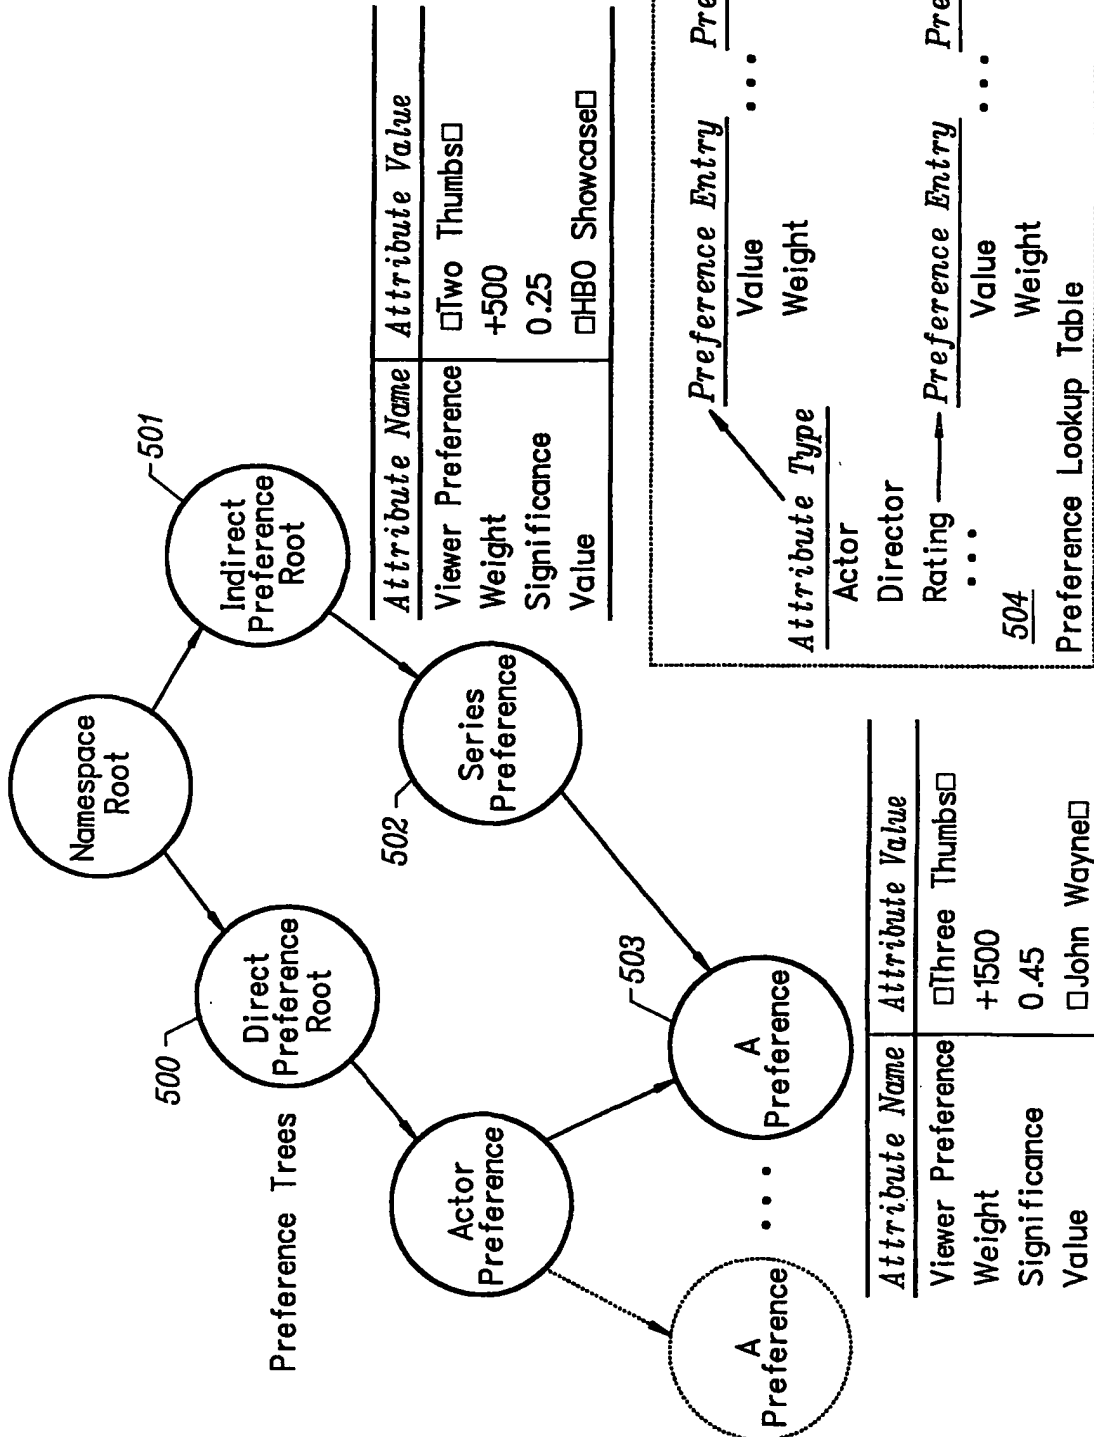 Namespace
Root
501
500
Direct
Preference
Root
Indirect
Preference
Root
Preference Trees
502
Actor
Preference
Series
Preference
Attribute Name Attribute Value
Viewer Preference □Two Thumbs□
Weight +500
Significance 0.25
Value □HBO Showcase□
503
A
Preference
...
A
Preference
Attribute Name Attribute Value
Viewer Preference □Three Thumbs□
Weight +1500
Significance 0.45
Value □John Wayne□
Preference Entry Pre
Value ...
Weight
Attribute Type
Actor
Director
Rating Preference Entry Pre
... Value ...
504 Weight
Preference Lookup Table